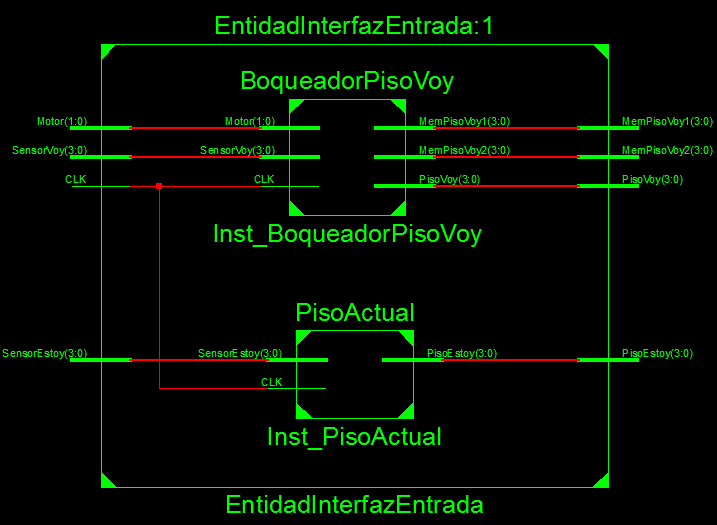 EntidadInterfazEntrada:1
BoqueadorPisoVoy
Motor(1:0) Motor(1:0) MemPisoVoy1(3:0) MemPisoVoy1(3:0)
SensorVoy(3:0) SensorVoy(3:0) MemPisoVoy2(3:0) MemPisoVoy2(3:0)
CLK CLK PisoVoy(3:0) PisoVoy(3:0)
Inst_BoqueadorPisoVoy
PisoActual
SensorEstoy(3:0) SensorEstoy(3:0) PisoEstoy(3:0) PisoEstoy(3:0)
CLK
Inst_PisoActual
EntidadInterfazEntrada